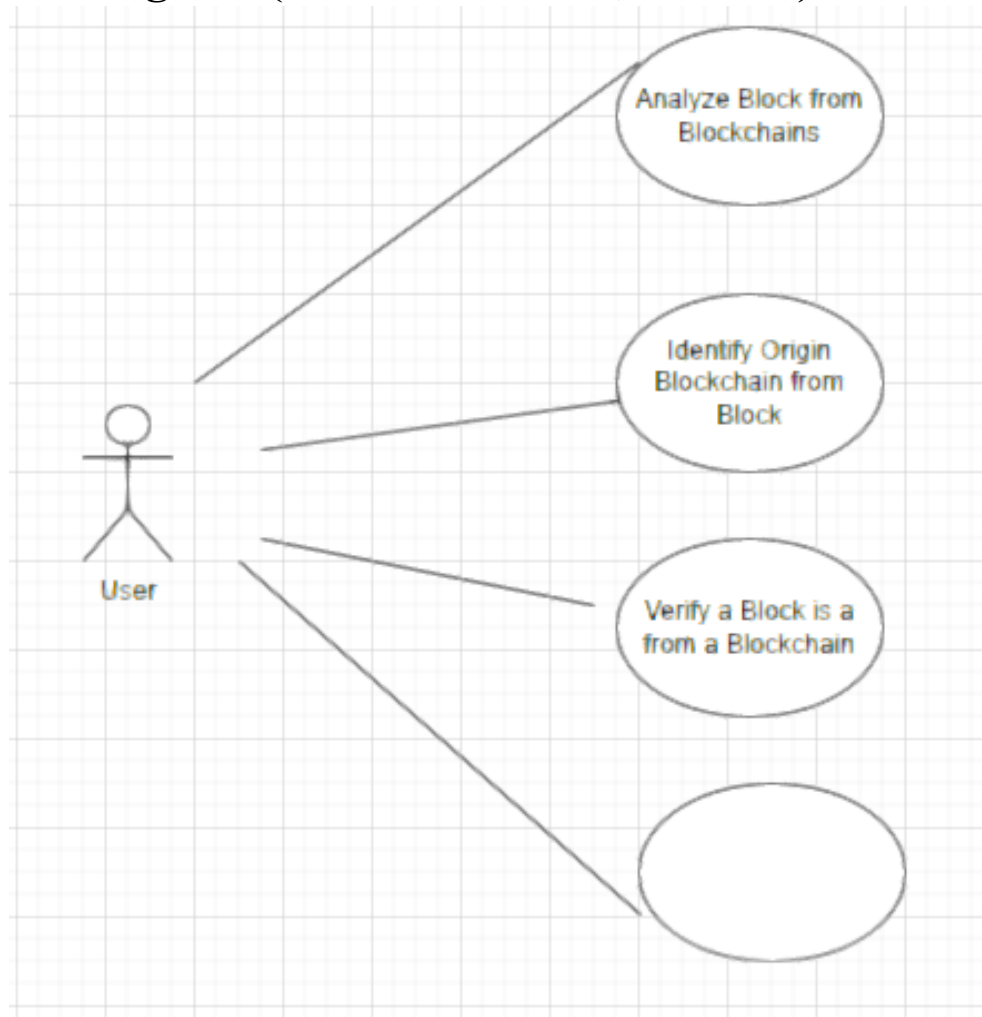 Analyze Block from
Blockchains
Identify Origin
Blockchain from
Block
User
Verify a Block is a
from a Blockchain